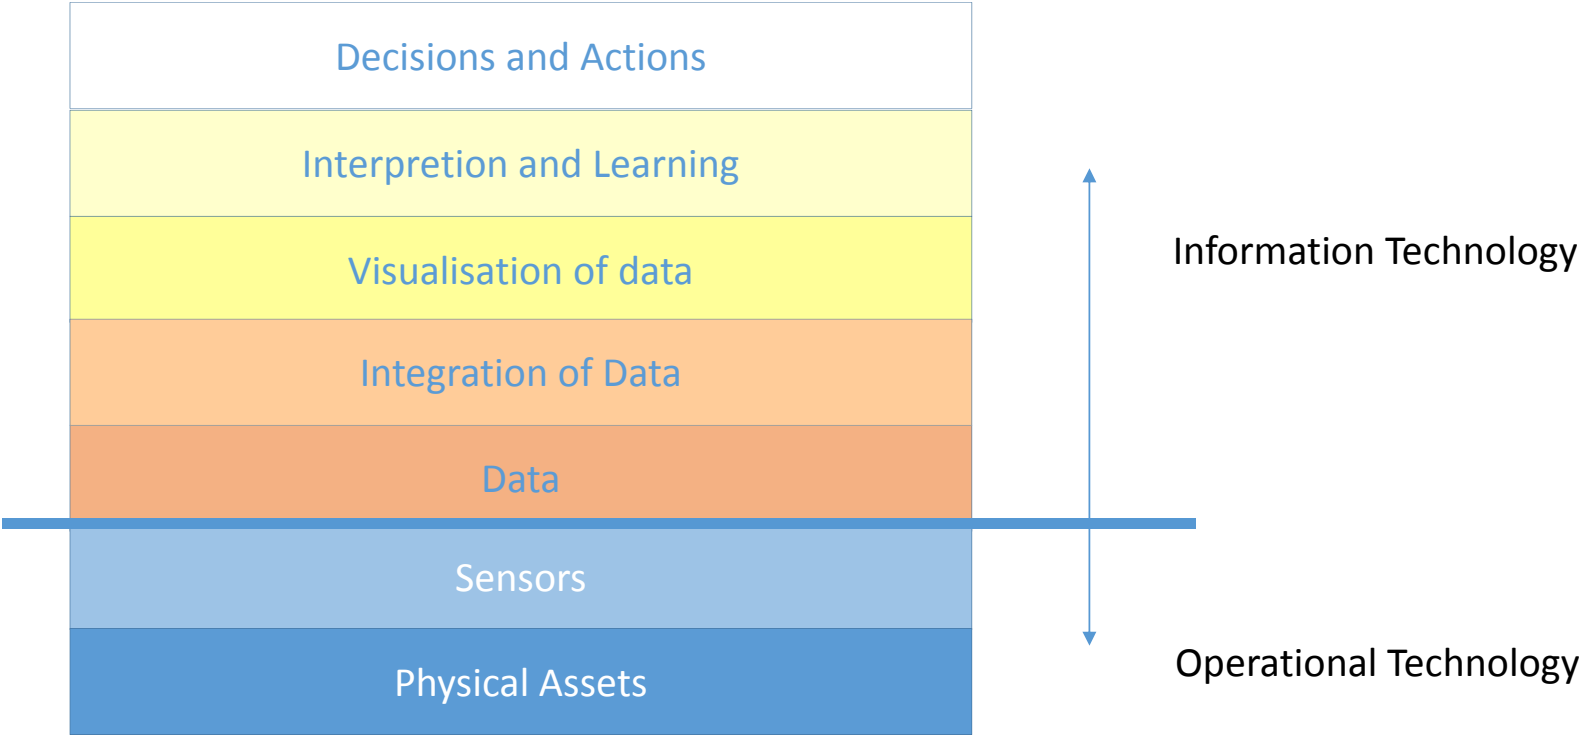 Decisions and Actions
Interpretion and Learning
Visualisation of data
Information Technology
Integration of Data
Data
Sensors
Physical Assets
Operational Technology